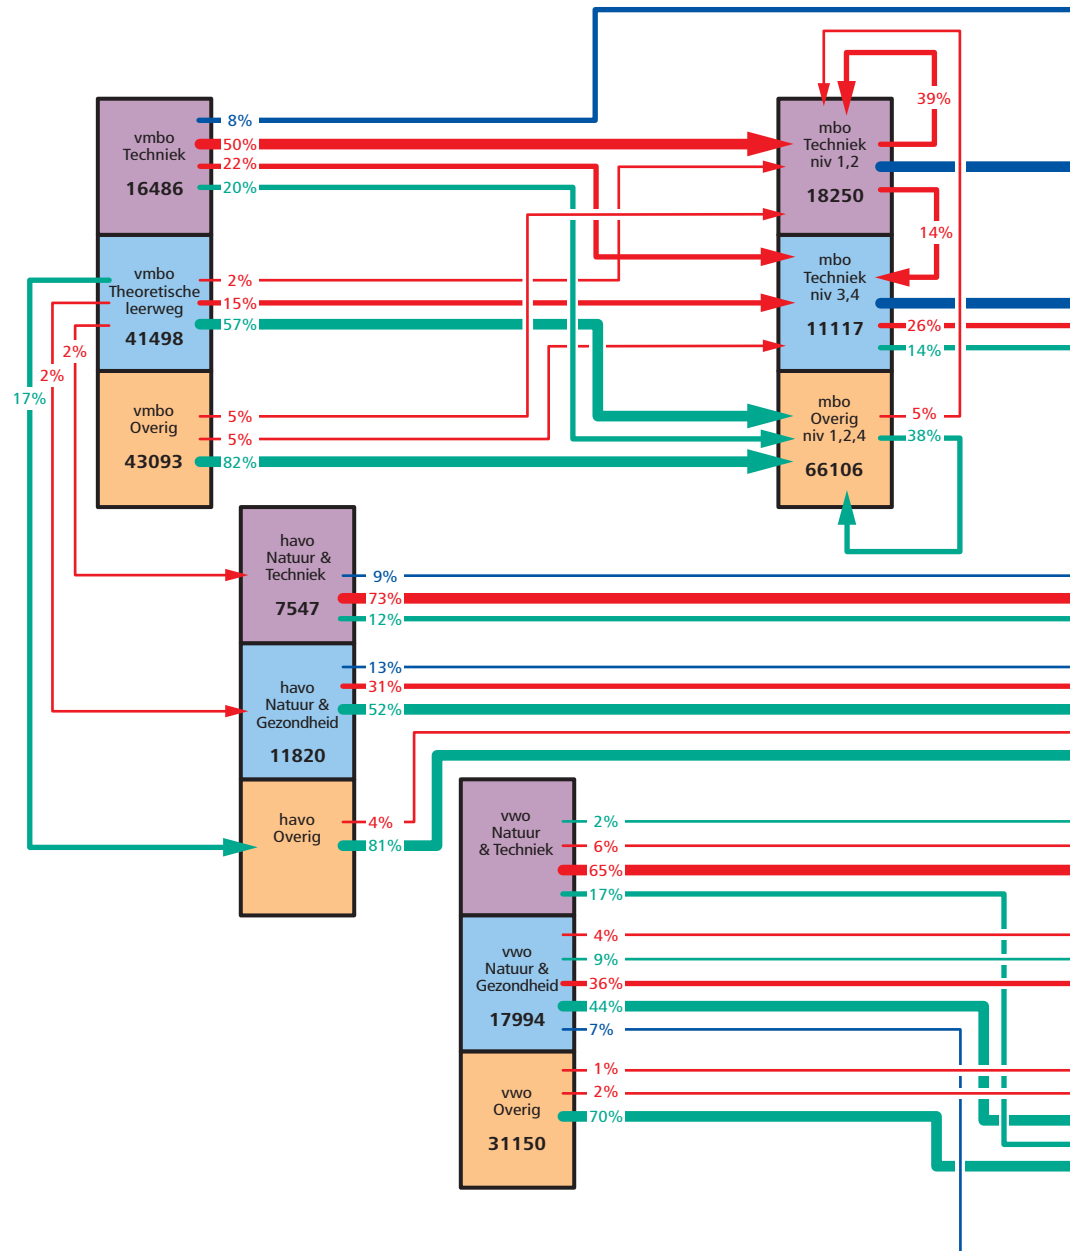 vmbo
Techniek
16486
8%
50%
22%
20%
vmbo
Theoretische
leerweg
41498
2%
15%
57%
2%
2%
17%
vmbo
Overig
43093
5%
5%
82%
mbo
Techniek
niv 1,2
18250
39%
14%
mbo
Techniek
niv 3,4
11117
26%
14%
mbo
Overig
niv 1,2,4
66106
5%
38%
havo
Natuur &
Techniek
7547
9%
73%
12%
havo
Natuur &
Gezondheid
11820
13%
31%
52%
havo
Overig
4%
81%
vwo
Natuur
& Techniek
2%
6%
65%
17%
vwo
Natuur &
Gezondheid
17994
4%
9%
36%
44%
7%
vwo
Overig
31150
1%
2%
70%